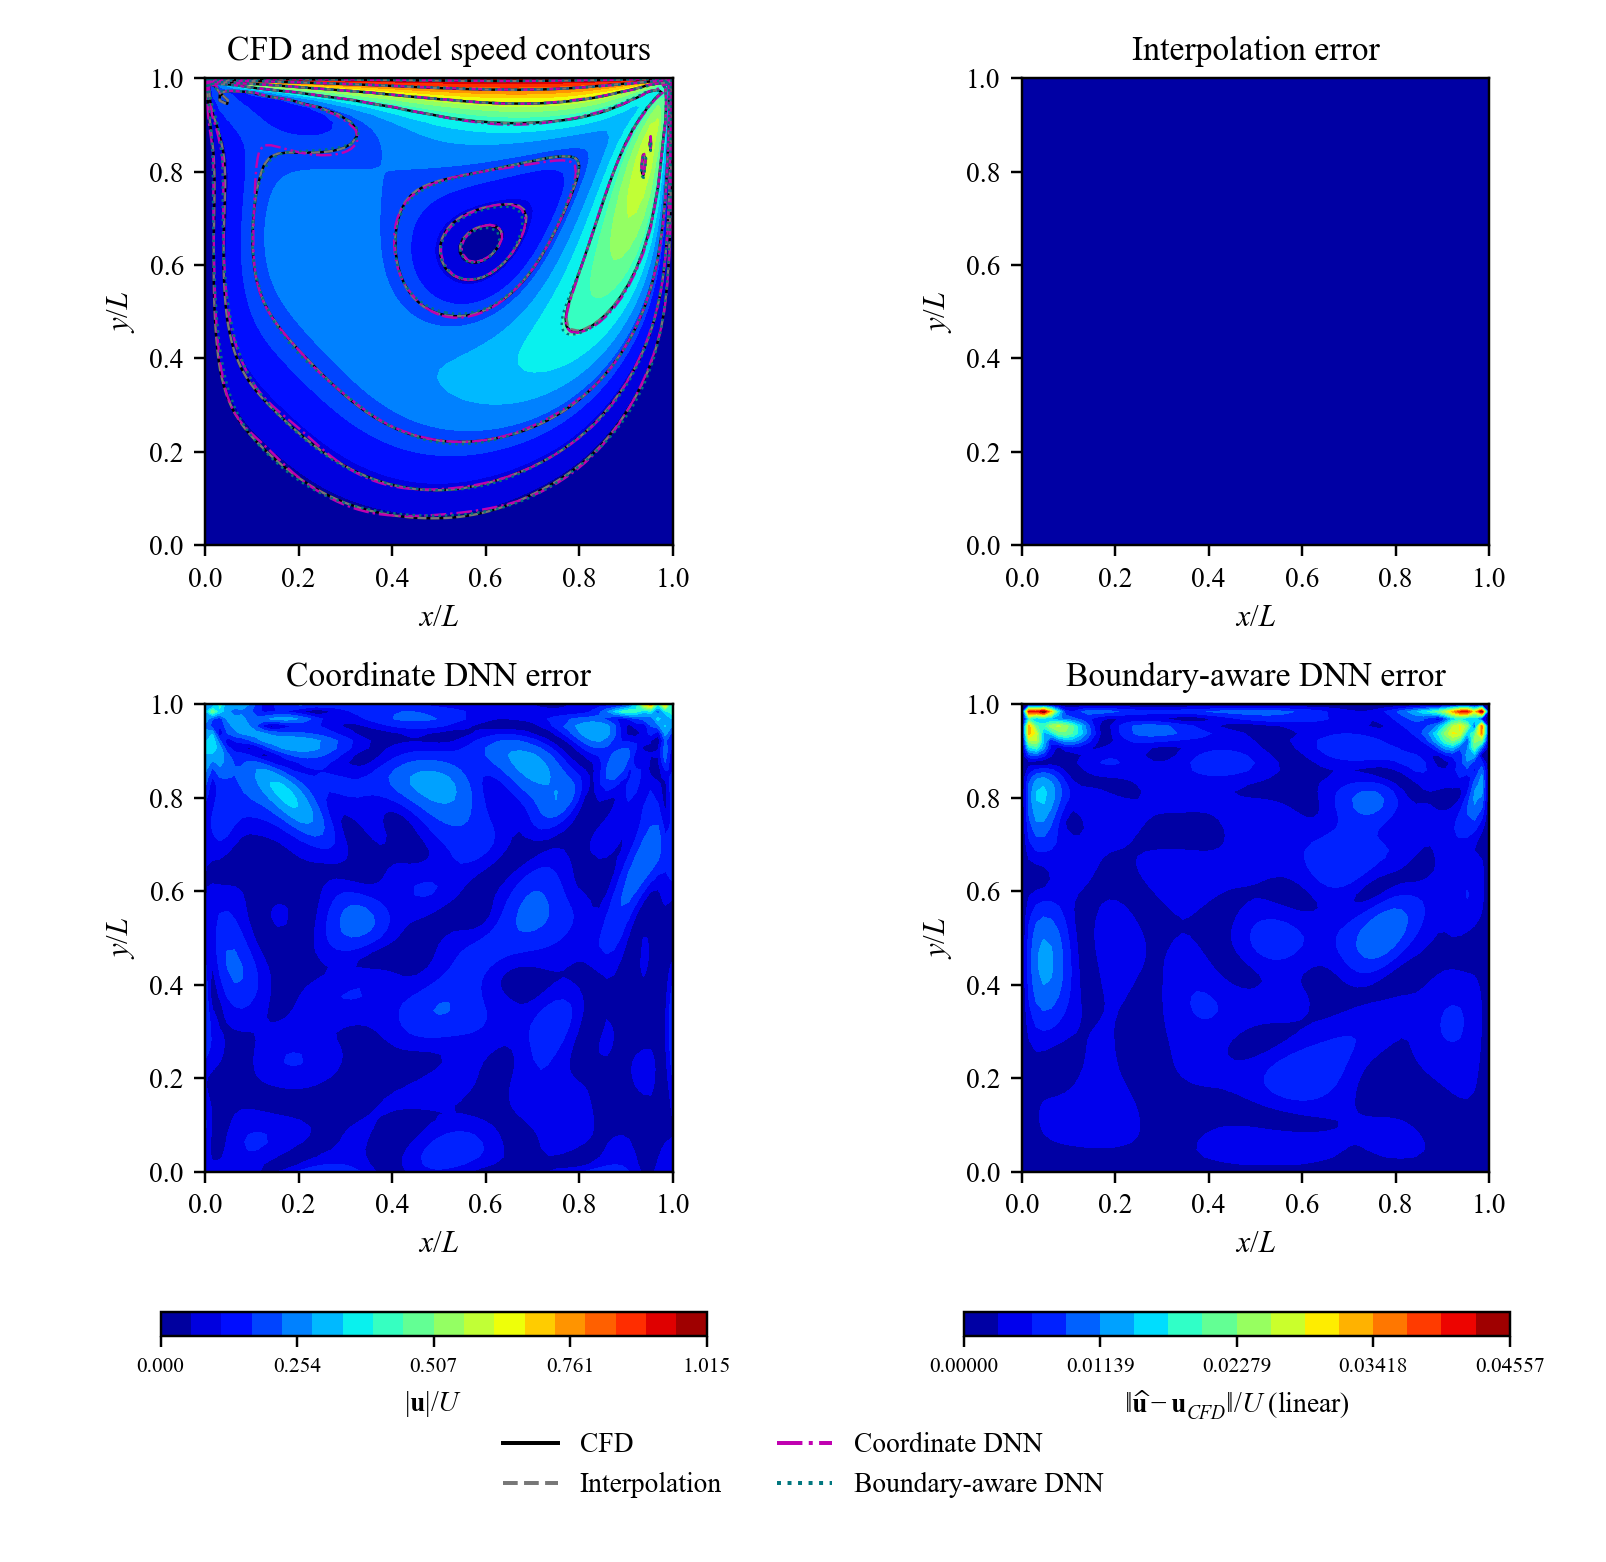 CFD and model speed contours
1.0
0.8
0.6
0.4
0.2
0.0
y/L
0.0 0.2 0.4 0.6 0.8 1.0
x/L
Interpolation error
1.0
0.8
0.6
0.4
0.2
0.0
y/L
0.0 0.2 0.4 0.6 0.8 1.0
x/L
Coordinate DNN error
1.0
0.8
0.6
0.4
0.2
0.0
y/L
0.0 0.2 0.4 0.6 0.8 1.0
x/L
Boundary-aware DNN error
1.0
0.8
0.6
0.4
0.2
0.0
y/L
0.0 0.2 0.4 0.6 0.8 1.0
x/L
0.000 0.254 0.507 0.761 1.015
|u|/U
0.00000 0.01139 0.02279 0.03418 0.04557
‖û − u_CFD‖/U (linear)
CFD
Interpolation
Coordinate DNN
Boundary-aware DNN